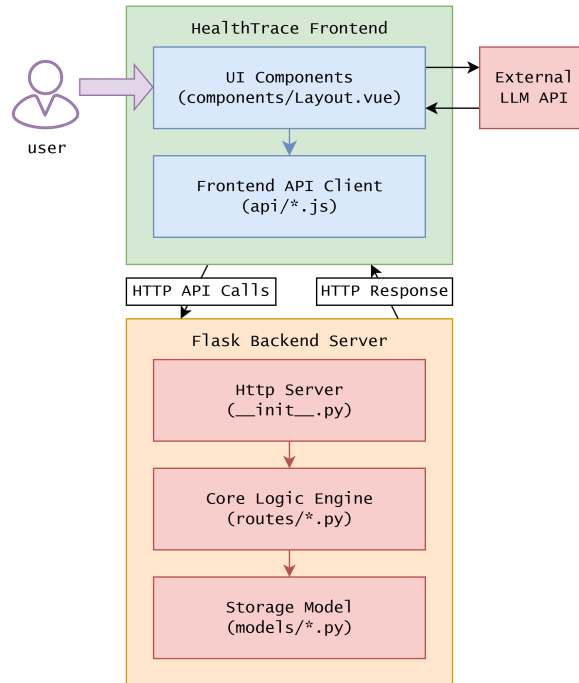 HealthTrace Frontend
UI Components
(components/Layout.vue)
External
LLM API
user
Frontend API Client
(api/*.js)
HTTP API Calls
HTTP Response
Flask Backend Server
Http Server
(__init__.py)
Core Logic Engine
(routes/*.py)
Storage Model
(models/*.py)